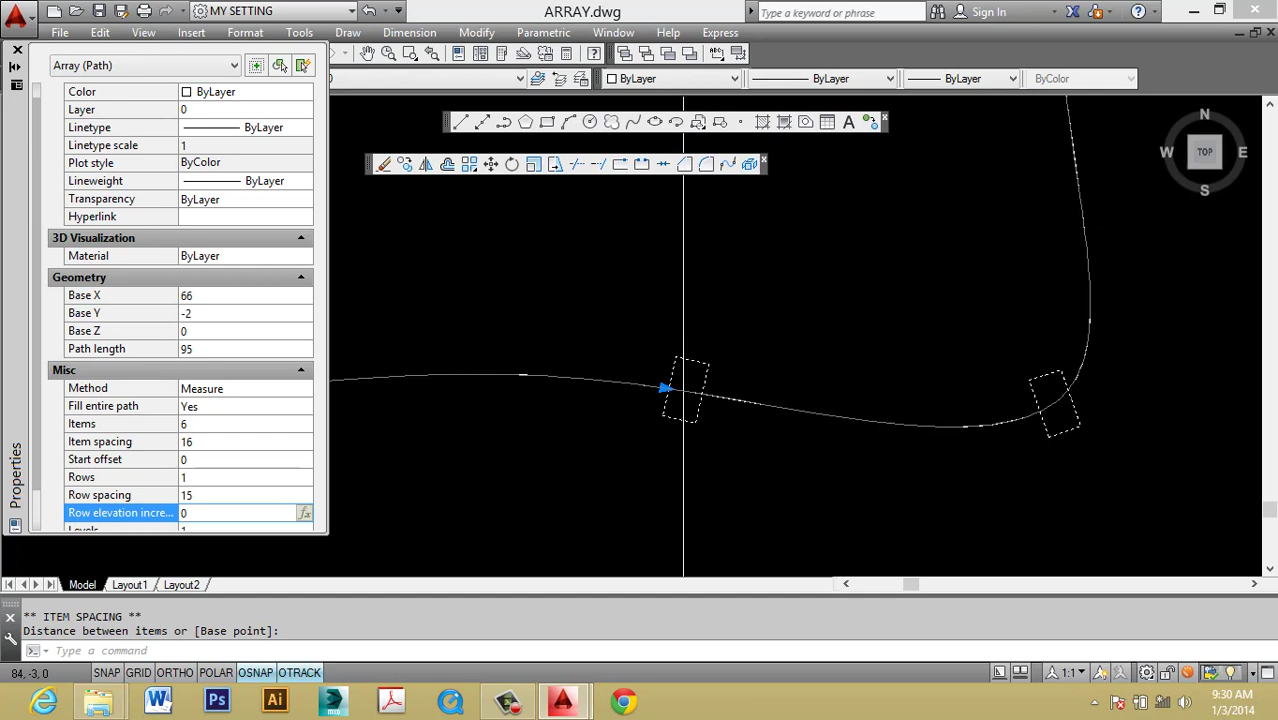 MY SETTING
ARRAY.dwg
Type a keyword or phrase
Sign In
File Edit View Insert Format Tools Draw Dimension Modify Parametric Window Help Express
Array (Path)
ByLayer
ByLayer
ByLayer
ByColor
Color ByLayer
Layer 0
Linetype ByLayer
Linetype scale 1
Plot style ByColor
Lineweight ByLayer
Transparency ByLayer
Hyperlink
3D Visualization
Material ByLayer
Geometry
Base X 66
Base Y -2
Base Z 0
Path length 95
Misc
Method Measure
Fill entire path Yes
Items 6
Item spacing 16
Start offset 0
Rows 1
Row spacing 15
Row elevation incre... 0
Levels 1
Properties
N
W TOP E
S
Model Layout1 Layout2
** ITEM SPACING **
Distance between items or [Base point]:
Type a command
84, -3, 0 SNAP GRID ORTHO POLAR OSNAP OTRACK
1:1
9:30 AM
1/3/2014